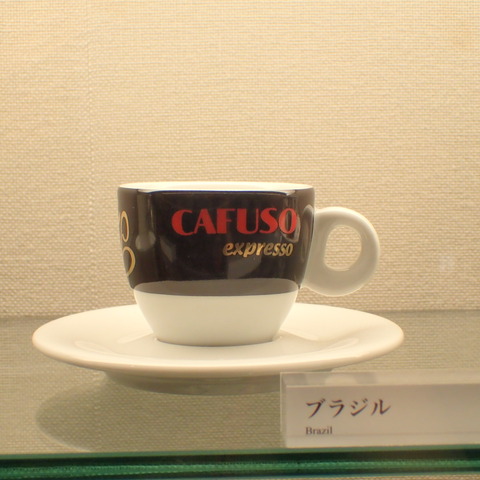 CAFUSO
expresso
ブラジル
Brazil